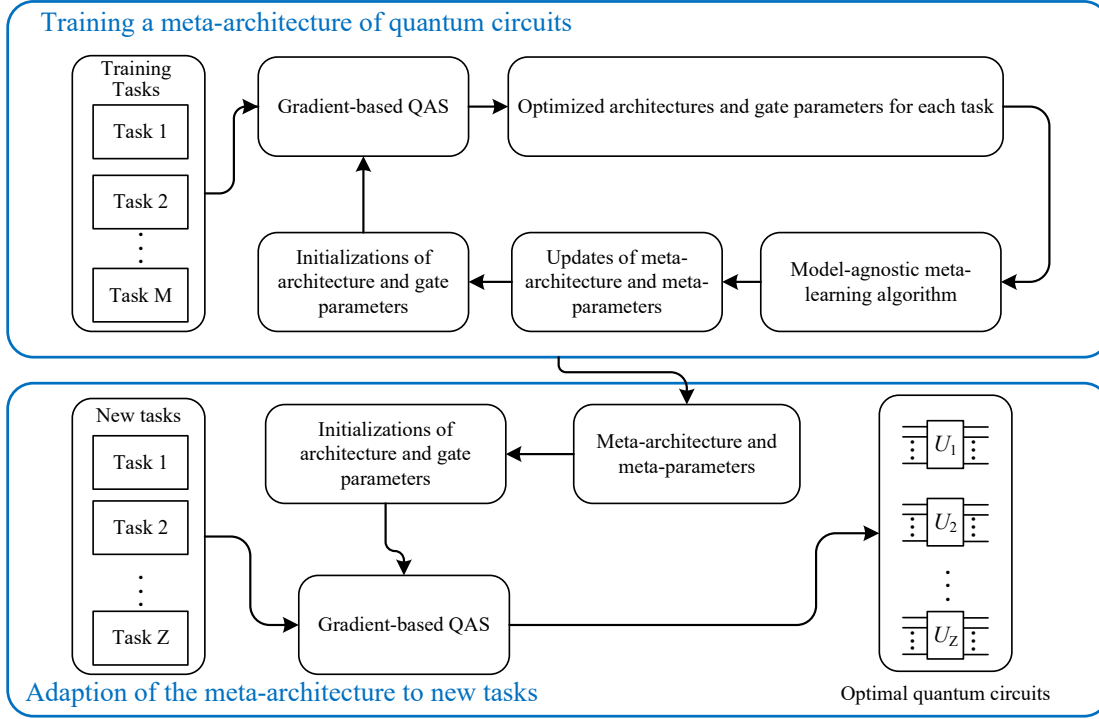 Training a meta-architecture of quantum circuits
Training
Tasks
Task 1
Task 2
Task M
Gradient-based QAS
Optimized architectures and gate parameters for each task
Initializations of
architecture and gate
parameters
Updates of meta-
architecture and meta-
parameters
Model-agnostic meta-
learning algorithm
New tasks
Task 1
Task 2
Task Z
Initializations of
architecture and gate
parameters
Meta-architecture and
meta-parameters
Gradient-based QAS
U1
U2
UZ
Optimal quantum circuits
Adaption of the meta-architecture to new tasks